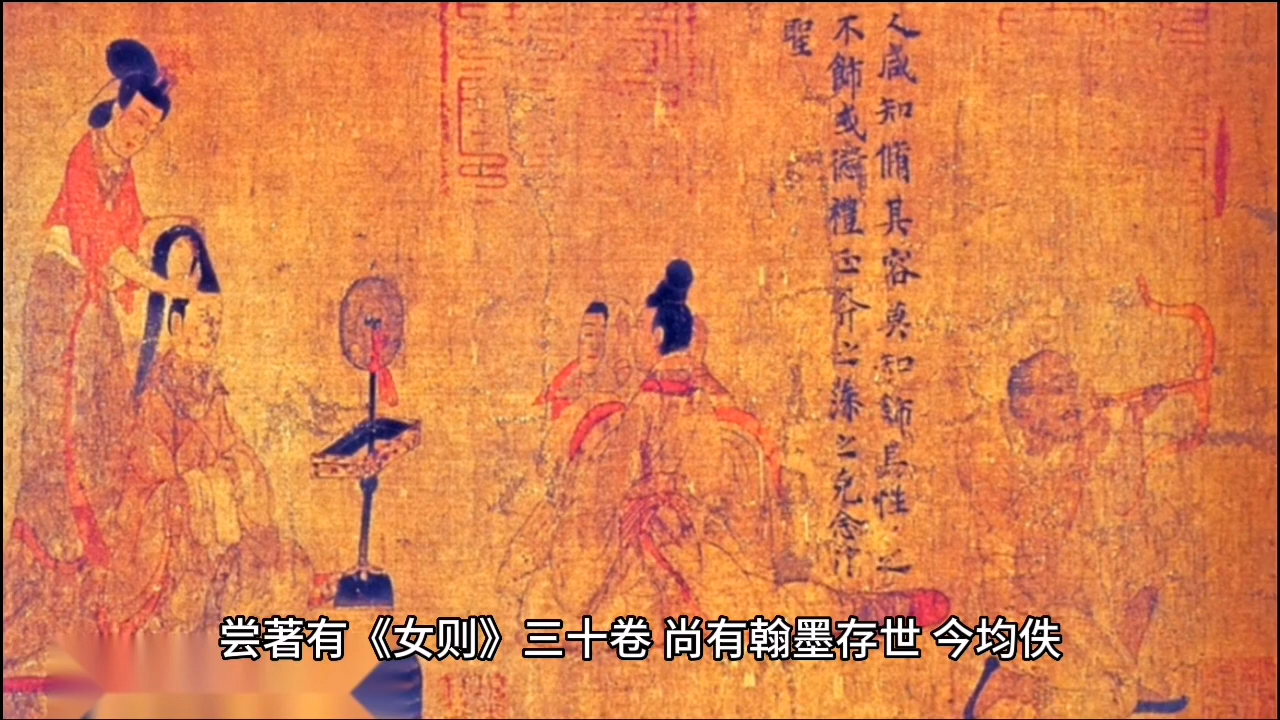 人咸知脩其容莫知飾其性之
不飾或愆禮正斧之藻之克念作
聖
尝著有《女则》三十卷 尚有翰墨存世 今均佚